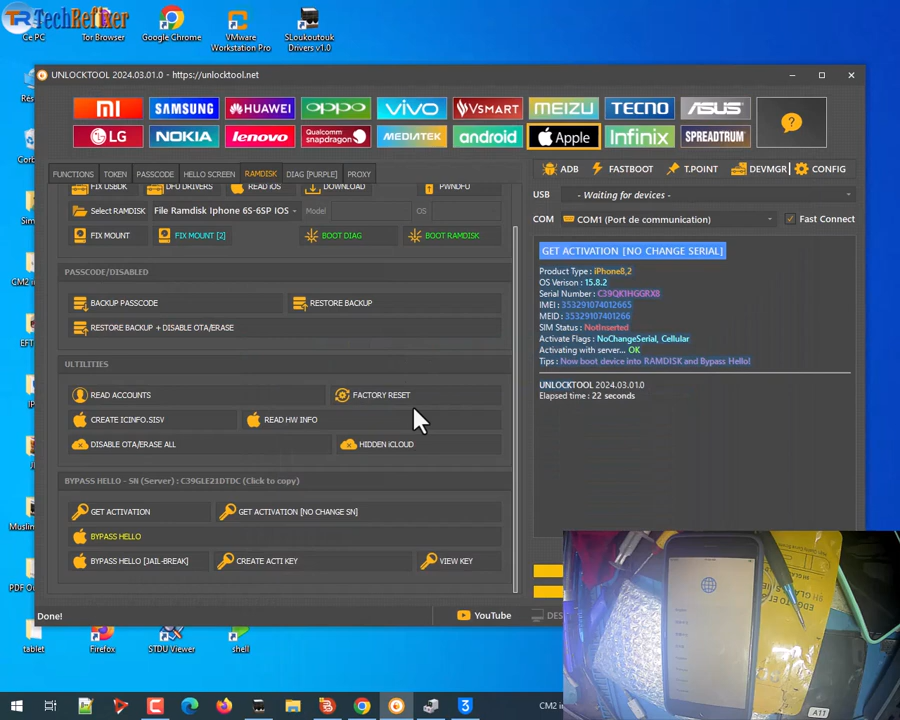 TR TechRefixer
Ce PC
Tor Browser
Google Chrome
VMware Workstation Pro
SLoukoutouk Drivers v1.0
UNLOCKTOOL 2024.03.01.0 - https://unlocktool.net
MI SAMSUNG HUAWEI oppo vivo VSMART MEIZU TECNO ASUS ?
LG NOKIA lenovo Qualcomm snapdragon MEDIATEK android Apple Infinix SPREADTRUM
FUNCTIONS TOKEN PASSCODE HELLO SCREEN RAMDISK DIAG [PURPLE] PROXY
ADB FASTBOOT T.POINT DEVMGR CONFIG
FIX USBDK DFU DRIVERS READ iOS DOWNLOAD PWNDFU
USB - Waiting for devices -
Select RAMDISK File Ramdisk Iphone 6S-6SP IOS Model OS
COM COM1 (Port de communication) Fast Connect
FIX MOUNT FIX MOUNT [2] BOOT DIAG BOOT RAMDISK
PASSCODE/DISABLED
BACKUP PASSCODE RESTORE BACKUP
RESTORE BACKUP + DISABLE OTA/ERASE
ULTILITIES
READ ACCOUNTS FACTORY RESET
CREATE ICINFO.SISV READ HW INFO
DISABLE OTA/ERASE ALL HIDDEN iCLOUD
BYPASS HELLO - SN (Server) : C39GLE21DTDC (Click to copy)
GET ACTIVATION GET ACTIVATION [NO CHANGE SN]
BYPASS HELLO
BYPASS HELLO [JAIL-BREAK] CREATE ACTI KEY VIEW KEY
GET ACTIVATION [NO CHANGE SERIAL]
Product Type : iPhone8,2
OS Verison : 15.8.2
Serial Number : C39QK1HGGRX8
IMEI : 353291074012665
MEID : 35329107401266
SIM Status : NotInserted
Activate Flags : NoChangeSerial, Cellular
Activating with server... OK
Tips : Now boot device into RAMDISK and Bypass Hello!
UNLOCKTOOL 2024.03.01.0
Elapsed time : 22 seconds
Done! YouTube
tablet
Firefox
STDU Viewer
shell
A11